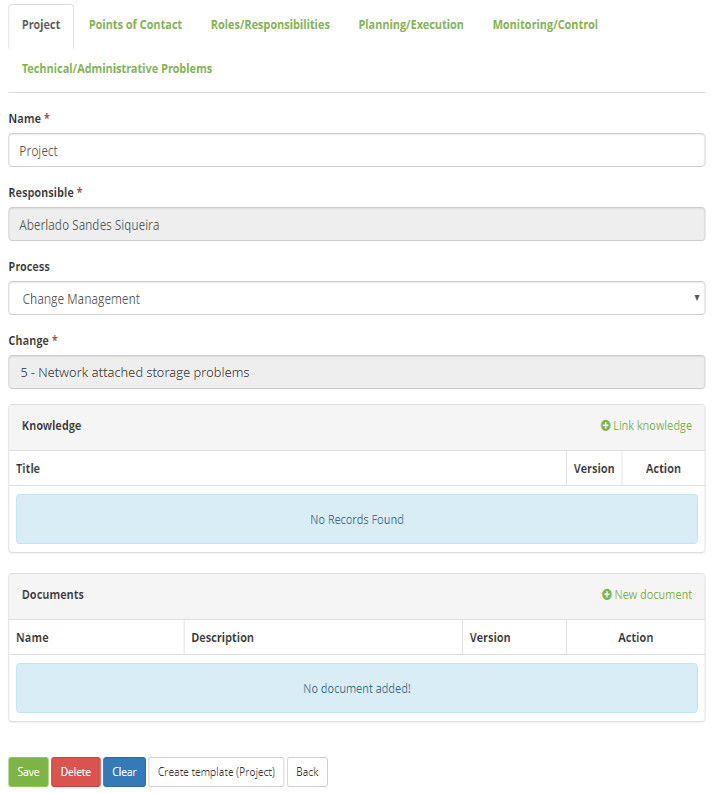 Project Points of Contact Roles/Responsibilities Planning/Execution Monitoring/Control
Technical/Administrative Problems
Name *
Project
Responsible *
Aberlado Sandes Siqueira
Process
Change Management
Change *
5 - Network attached storage problems
Knowledge Link knowledge
Title Version Action
No Records Found
Documents New document
Name Description Version Action
No document added!
Save Delete Clear Create template (Project) Back